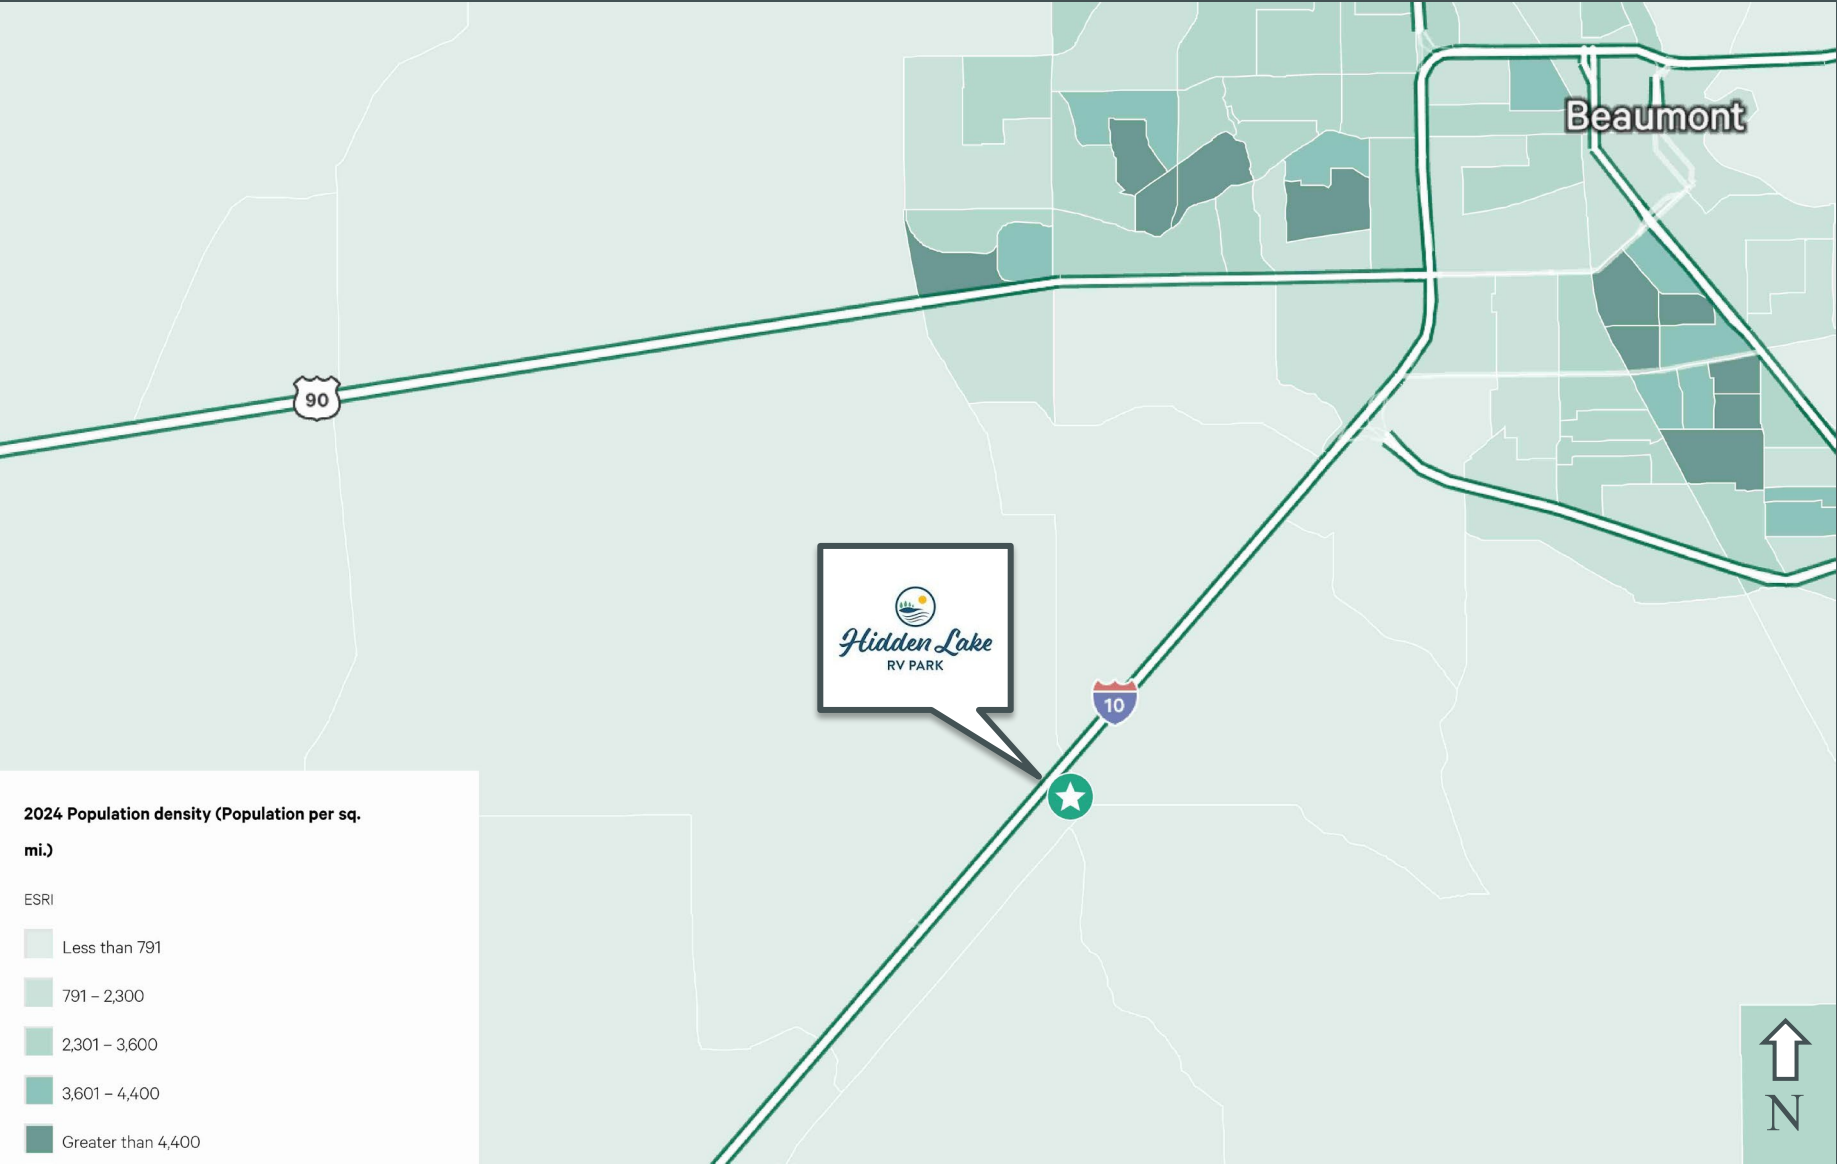 Beaumont
90
Hidden Lake
RV PARK
10
2024 Population density (Population per sq.
mi.)
ESRI
Less than 791
791 – 2,300
2,301 – 3,600
3,601 – 4,400
Greater than 4,400
N